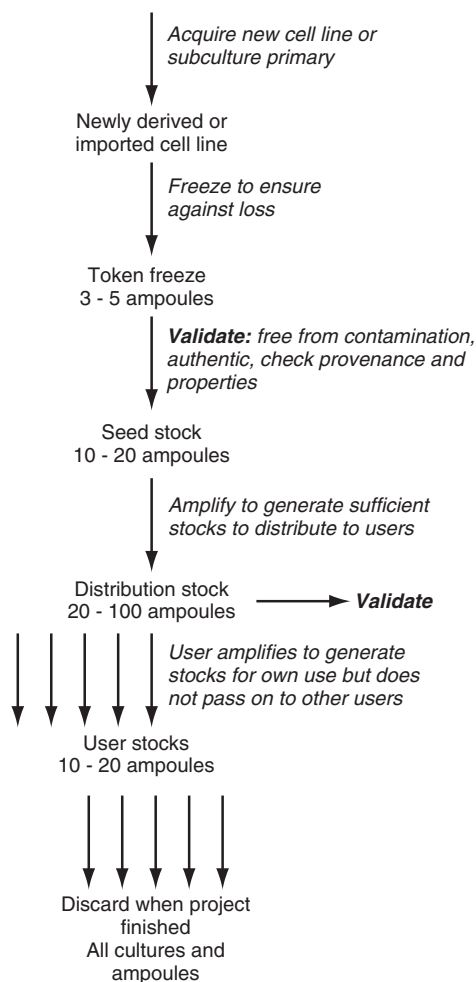 Acquire new cell line or
subculture primary
Newly derived or
imported cell line
Freeze to ensure
against loss
Token freeze
3 - 5 ampoules
Validate: free from contamination,
authentic, check provenance and
properties
Seed stock
10 - 20 ampoules
Amplify to generate sufficient
stocks to distribute to users
Distribution stock
20 - 100 ampoules
Validate
User amplifies to generate
stocks for own use but does
not pass on to other users
User stocks
10 - 20 ampoules
Discard when project
finished
All cultures and
ampoules